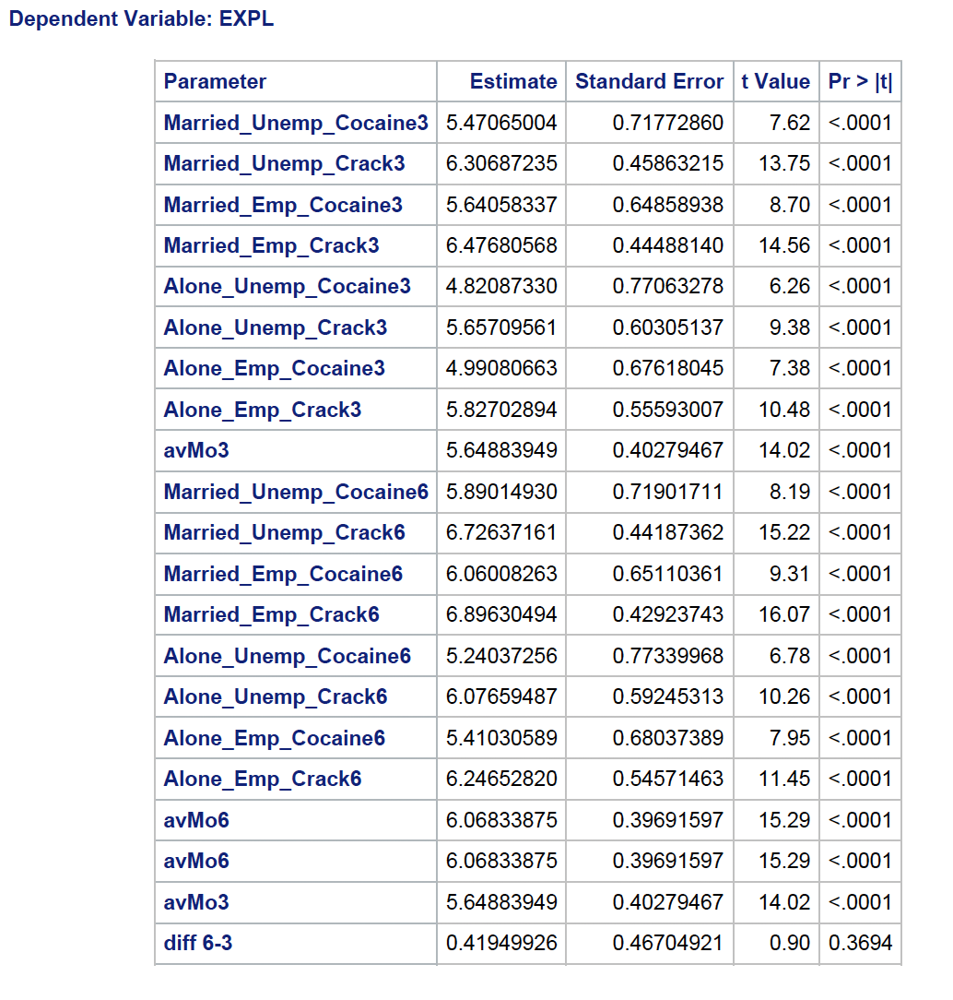 Dependent Variable: EXPL
Parameter Estimate Standard Error t Value Pr > |t|
Married_Unemp_Cocaine3 5.47065004 0.71772860 7.62 <.0001
Married_Unemp_Crack3 6.30687235 0.45863215 13.75 <.0001
Married_Emp_Cocaine3 5.64058337 0.64858938 8.70 <.0001
Married_Emp_Crack3 6.47680568 0.44488140 14.56 <.0001
Alone_Unemp_Cocaine3 4.82087330 0.77063278 6.26 <.0001
Alone_Unemp_Crack3 5.65709561 0.60305137 9.38 <.0001
Alone_Emp_Cocaine3 4.99080663 0.67618045 7.38 <.0001
Alone_Emp_Crack3 5.82702894 0.55593007 10.48 <.0001
avMo3 5.64883949 0.40279467 14.02 <.0001
Married_Unemp_Cocaine6 5.89014930 0.71901711 8.19 <.0001
Married_Unemp_Crack6 6.72637161 0.44187362 15.22 <.0001
Married_Emp_Cocaine6 6.06008263 0.65110361 9.31 <.0001
Married_Emp_Crack6 6.89630494 0.42923743 16.07 <.0001
Alone_Unemp_Cocaine6 5.24037256 0.77339968 6.78 <.0001
Alone_Unemp_Crack6 6.07659487 0.59245313 10.26 <.0001
Alone_Emp_Cocaine6 5.41030589 0.68037389 7.95 <.0001
Alone_Emp_Crack6 6.24652820 0.54571463 11.45 <.0001
avMo6 6.06833875 0.39691597 15.29 <.0001
avMo6 6.06833875 0.39691597 15.29 <.0001
avMo3 5.64883949 0.40279467 14.02 <.0001
diff 6-3 0.41949926 0.46704921 0.90 0.3694